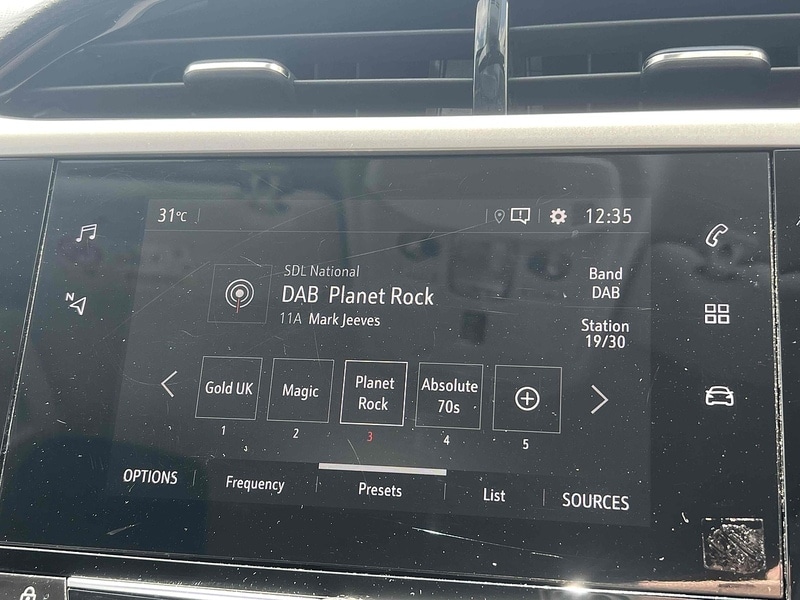 31°C
12:35
SDL National
DAB Planet Rock
11A Mark Jeeves
Band
DAB
Station
19/30
N
Gold UK
Magic
Planet
Rock
Absolute
70s
1
2
3
4
5
OPTIONS
Frequency
Presets
List
SOURCES